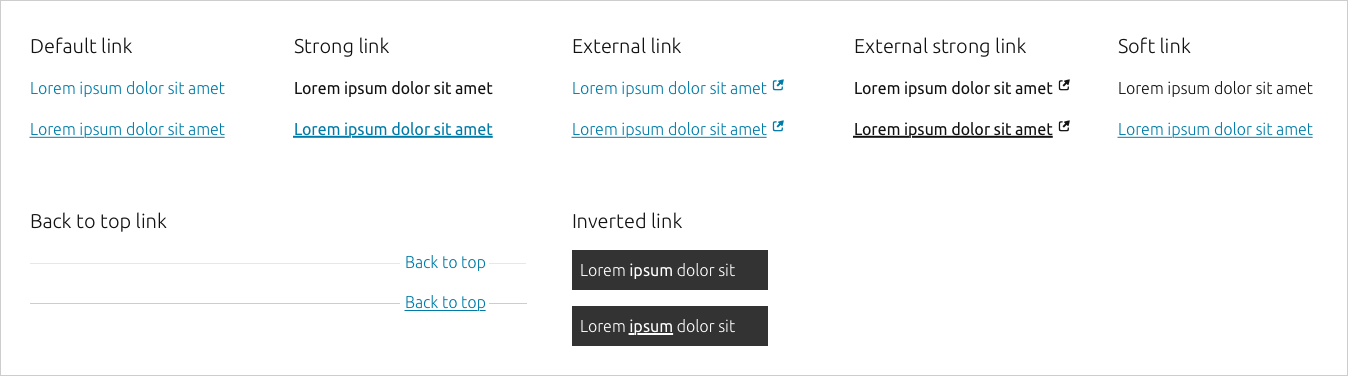 Default link
Lorem ipsum dolor sit amet
Lorem ipsum dolor sit amet
Strong link
Lorem ipsum dolor sit amet
Lorem ipsum dolor sit amet
External link
Lorem ipsum dolor sit amet
Lorem ipsum dolor sit amet
External strong link
Lorem ipsum dolor sit amet
Lorem ipsum dolor sit amet
Soft link
Lorem ipsum dolor sit amet
Lorem ipsum dolor sit amet
Back to top link
Back to top
Back to top
Inverted link
Lorem ipsum dolor sit
Lorem ipsum dolor sit